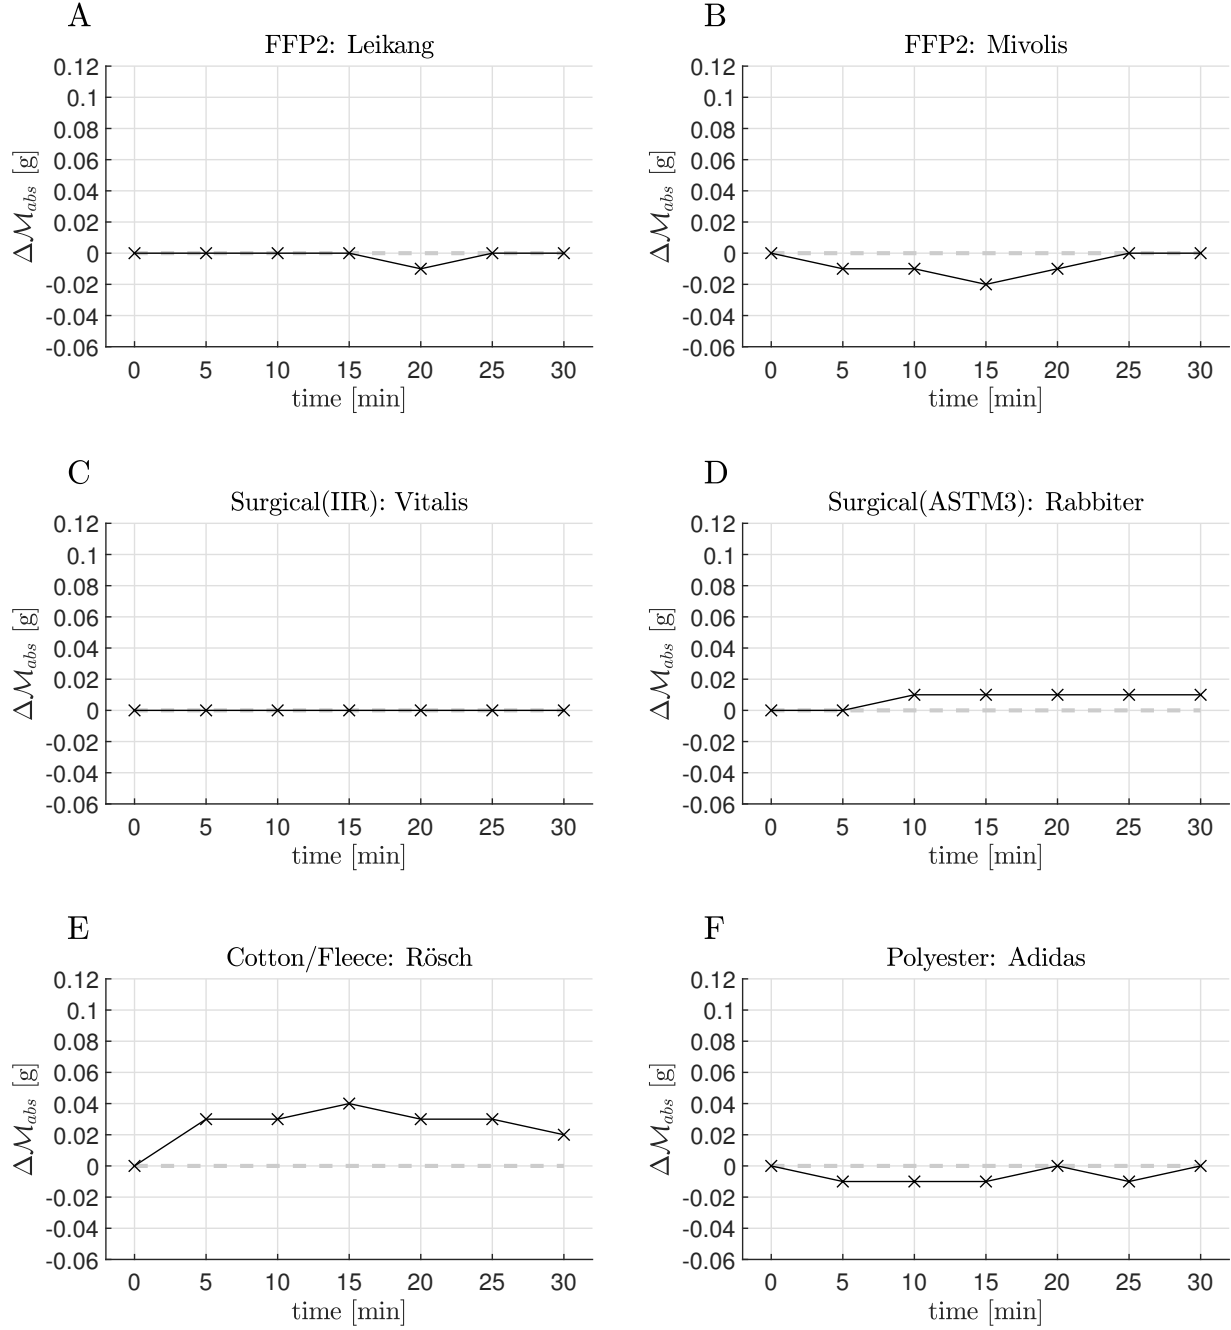 A
FFP2: Leikang
0.12
0.1
0.08
0.06
0.04
0.02
0
-0.02
-0.04
-0.06
ΔM_abs [g]
0 5 10 15 20 25 30
time [min]
B
FFP2: Mivolis
0.12
0.1
0.08
0.06
0.04
0.02
0
-0.02
-0.04
-0.06
ΔM_abs [g]
0 5 10 15 20 25 30
time [min]
C
Surgical(IIR): Vitalis
0.12
0.1
0.08
0.06
0.04
0.02
0
-0.02
-0.04
-0.06
ΔM_abs [g]
0 5 10 15 20 25 30
time [min]
D
Surgical(ASTM3): Rabbiter
0.12
0.1
0.08
0.06
0.04
0.02
0
-0.02
-0.04
-0.06
ΔM_abs [g]
0 5 10 15 20 25 30
time [min]
E
Cotton/Fleece: Rösch
0.12
0.1
0.08
0.06
0.04
0.02
0
-0.02
-0.04
-0.06
ΔM_abs [g]
0 5 10 15 20 25 30
time [min]
F
Polyester: Adidas
0.12
0.1
0.08
0.06
0.04
0.02
0
-0.02
-0.04
-0.06
ΔM_abs [g]
0 5 10 15 20 25 30
time [min]